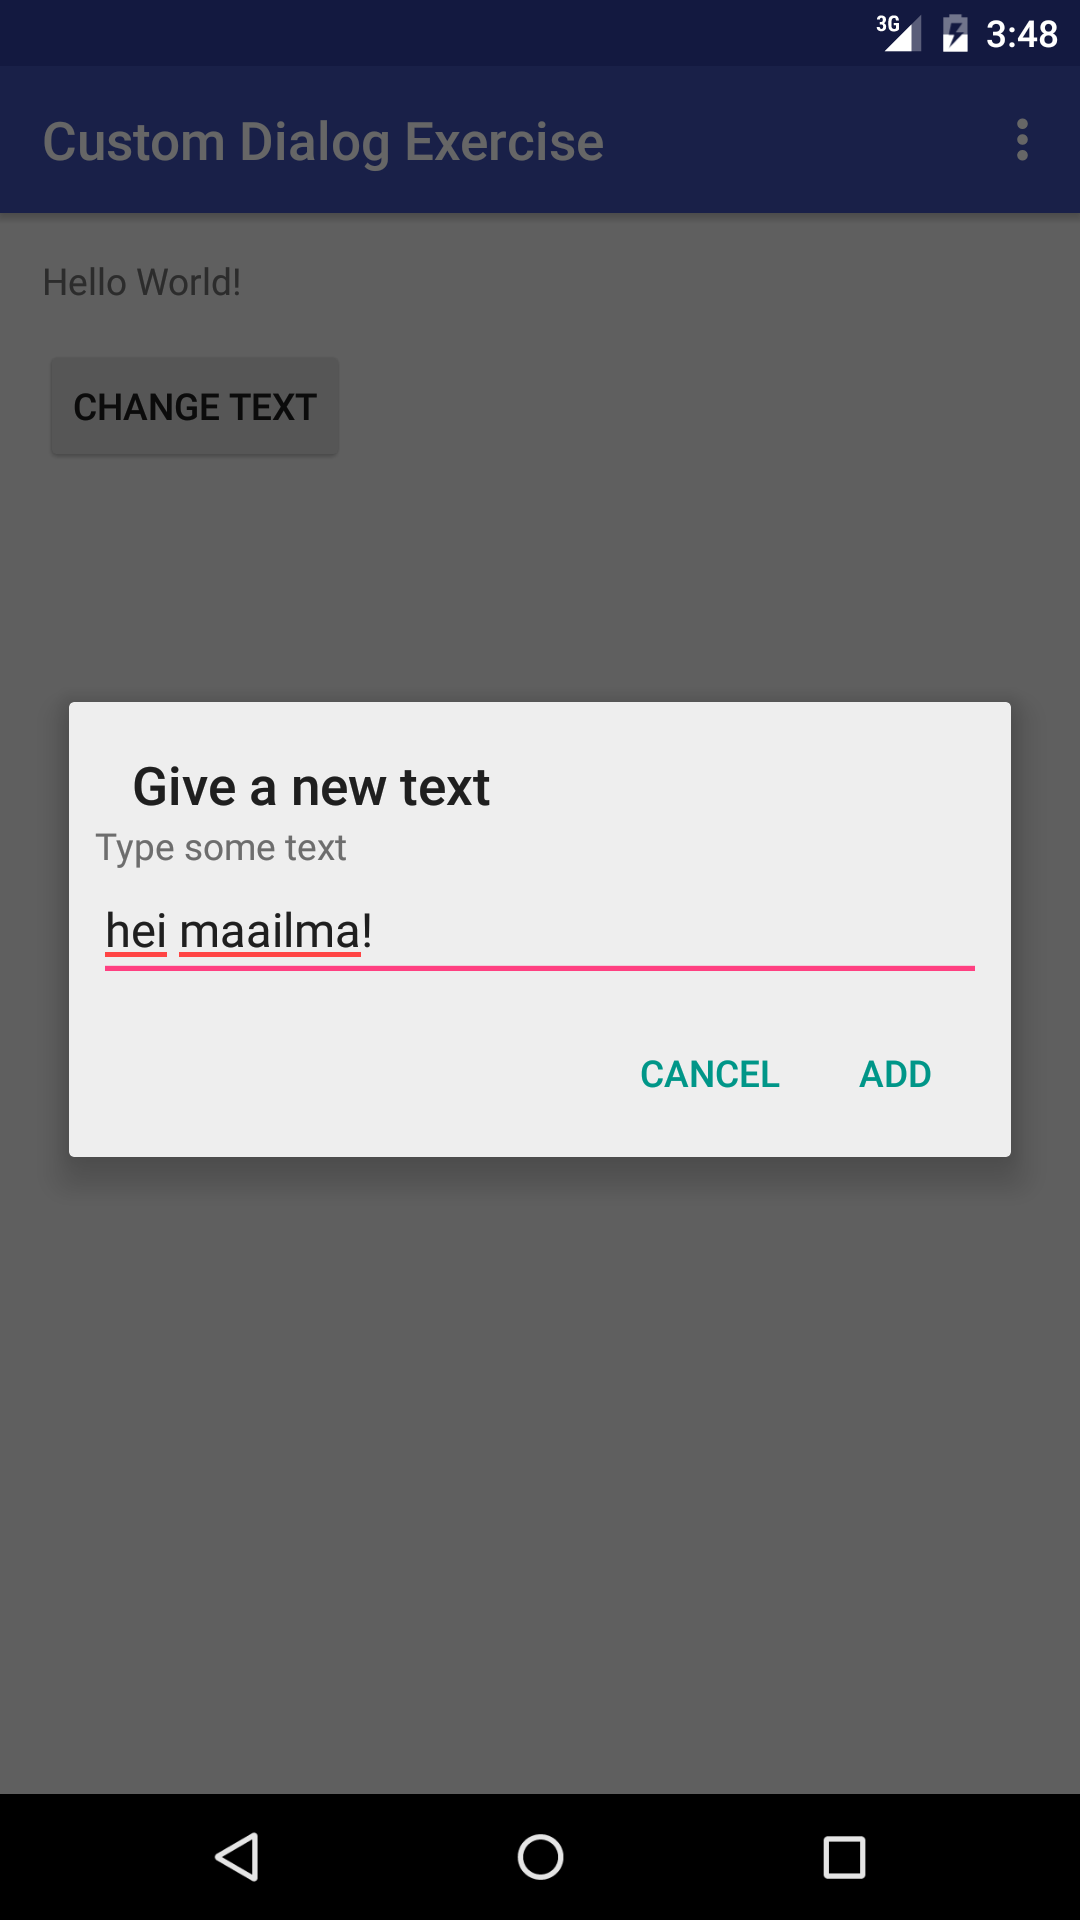 3G 3:48
Custom Dialog Exercise
Hello World!
CHANGE TEXT
Give a new text
Type some text
hei maailma!
CANCEL ADD